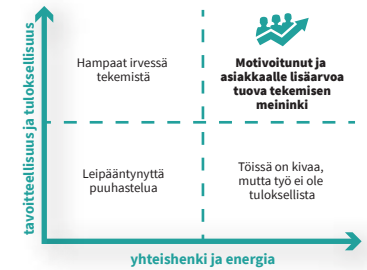 tavoitteellisuus ja tuloksellisuus
Hampaat irvessä
tekemistä
Motivoitunut ja
asiakkaalle lisäarvoa
tuova tekemisen
meininki
Leipääntynyttä
puuhastelua
Töissä on kivaa,
mutta työ ei ole
tuloksellista
yhteishenki ja energia